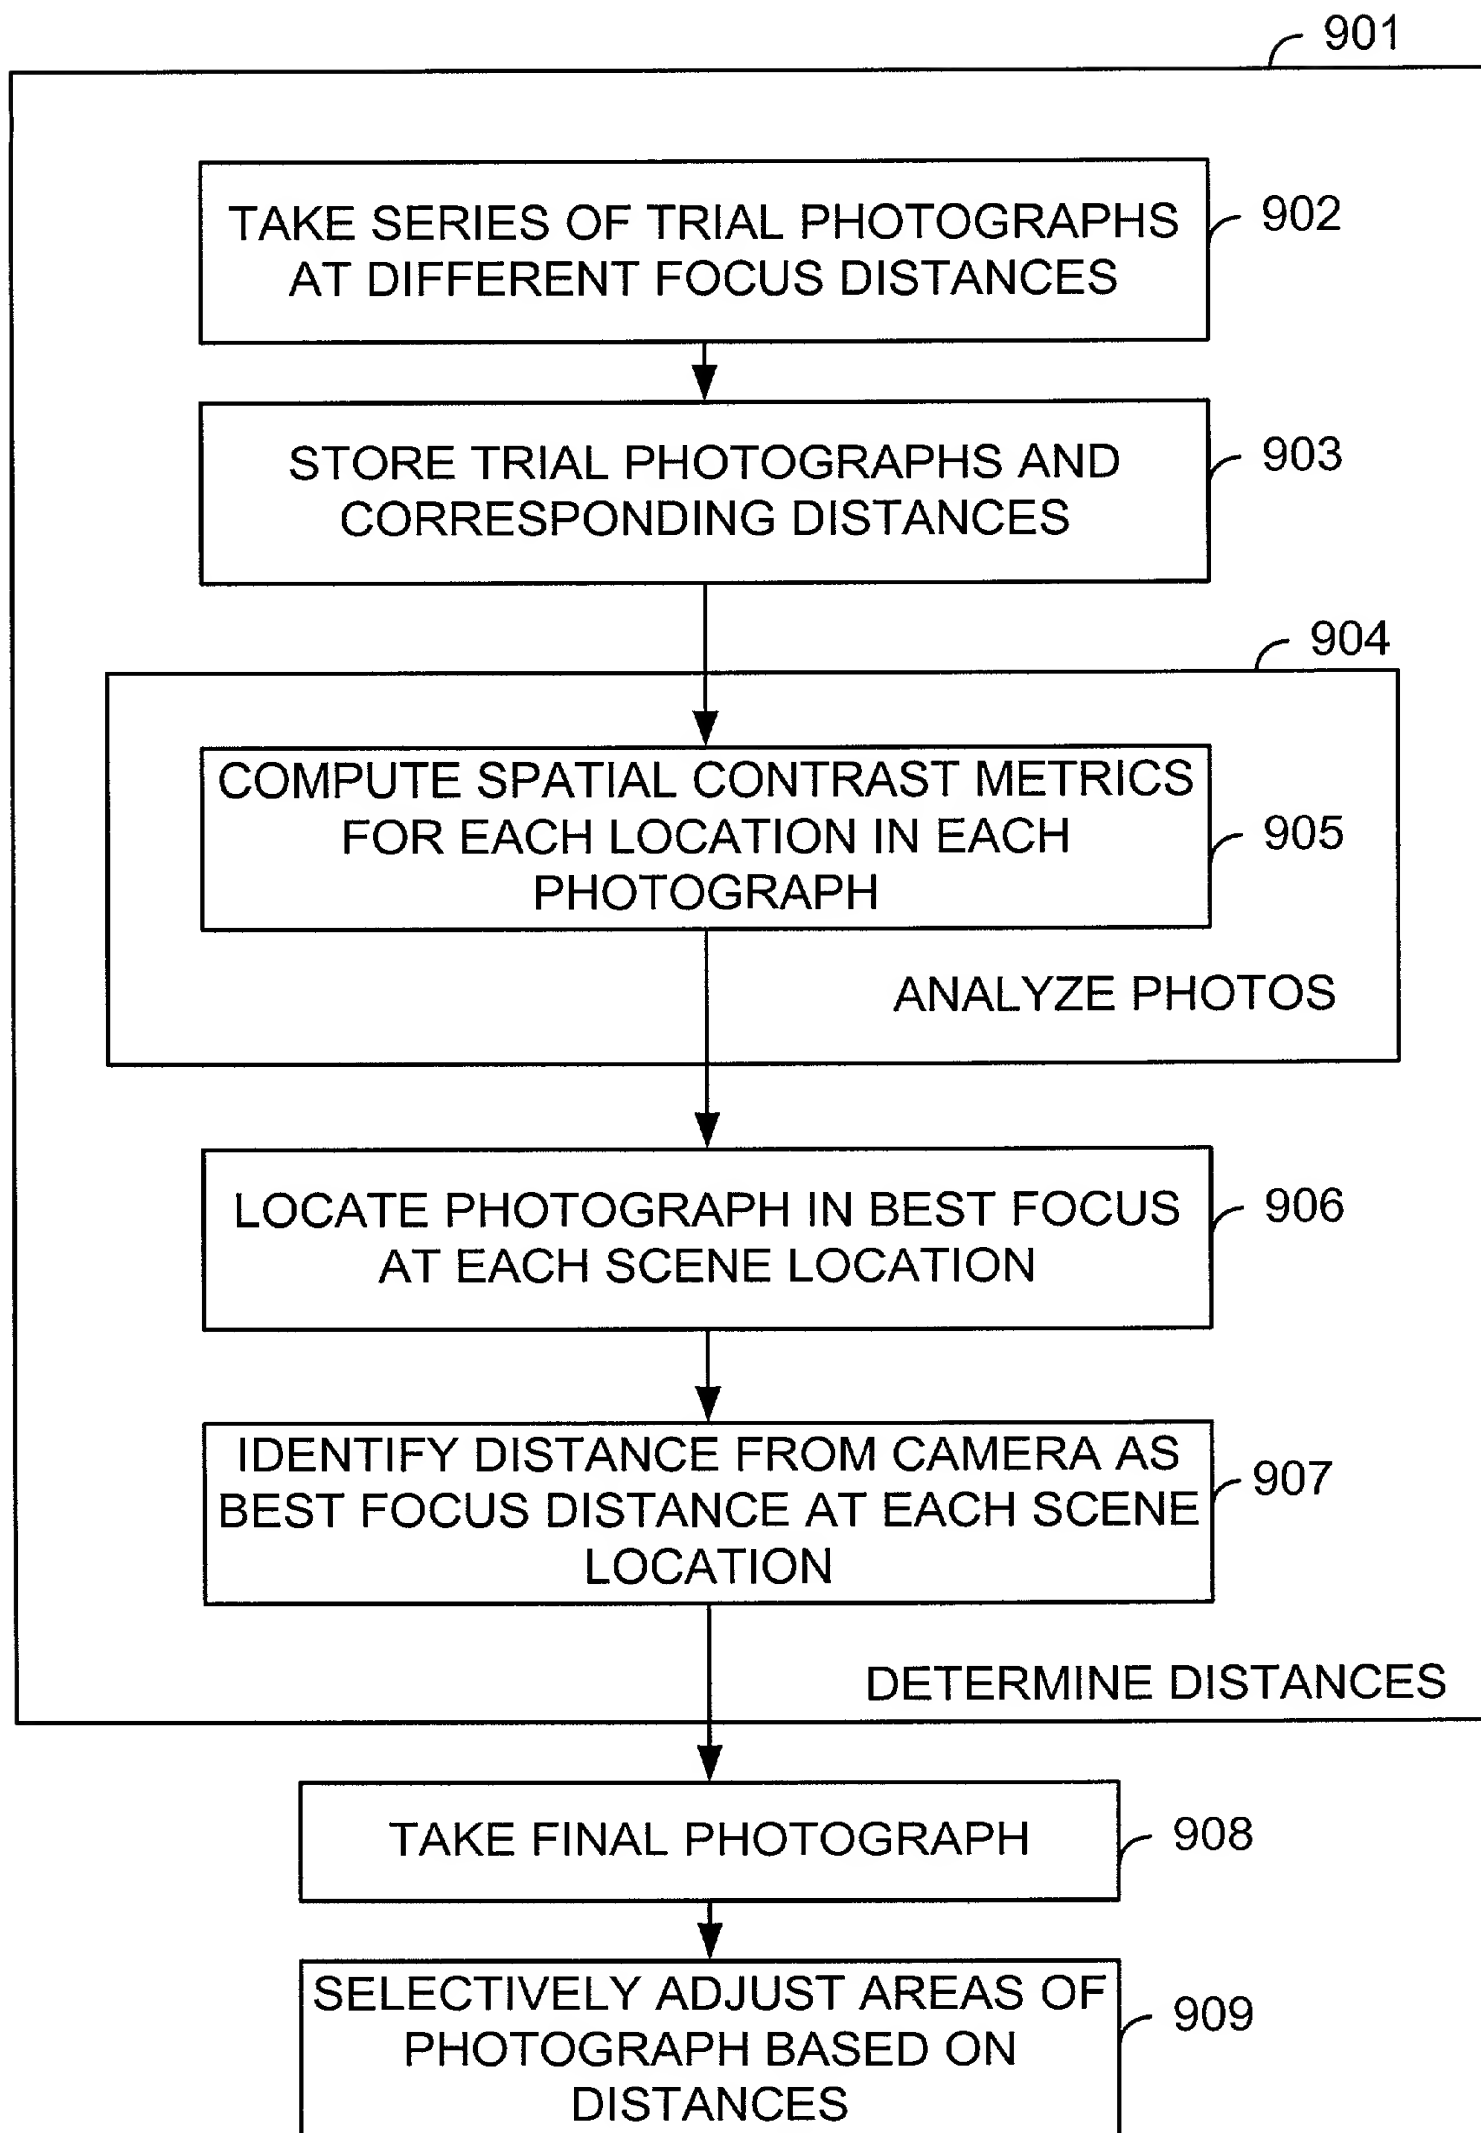 901
TAKE SERIES OF TRIAL PHOTOGRAPHS
AT DIFFERENT FOCUS DISTANCES
902
STORE TRIAL PHOTOGRAPHS AND
CORRESPONDING DISTANCES
903
904
COMPUTE SPATIAL CONTRAST METRICS
FOR EACH LOCATION IN EACH
PHOTOGRAPH
905
ANALYZE PHOTOS
LOCATE PHOTOGRAPH IN BEST FOCUS
AT EACH SCENE LOCATION
906
IDENTIFY DISTANCE FROM CAMERA AS
BEST FOCUS DISTANCE AT EACH SCENE
LOCATION
907
DETERMINE DISTANCES
TAKE FINAL PHOTOGRAPH
908
SELECTIVELY ADJUST AREAS OF
PHOTOGRAPH BASED ON
DISTANCES
909